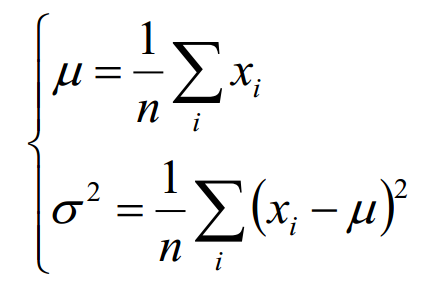 μ = 1/n ∑_i x_i
σ² = 1/n ∑_i (x_i − μ)²